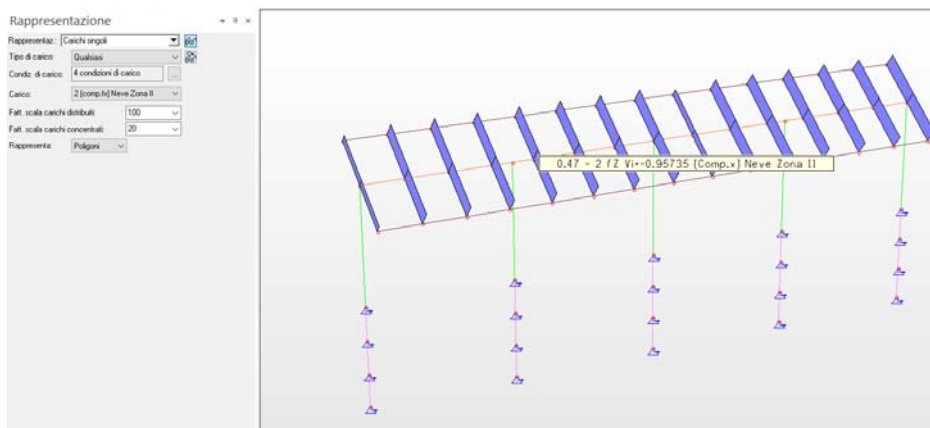 Rappresentazione
Rappresentaz.: Carichi singoli
Tipo di carico: Qualsiasi
Condiz. di carico: 4 condizioni di carico ...
Carico: 2 [comp.hi] Neve Zona II
Fatt. scala carichi distribuiti: 100
Fatt. scala carichi concentrati: 20
Rappresenta: Poligoni
0.47 - 2 (Z Vi=-0.95735 [Comp.x] Neve Zona II